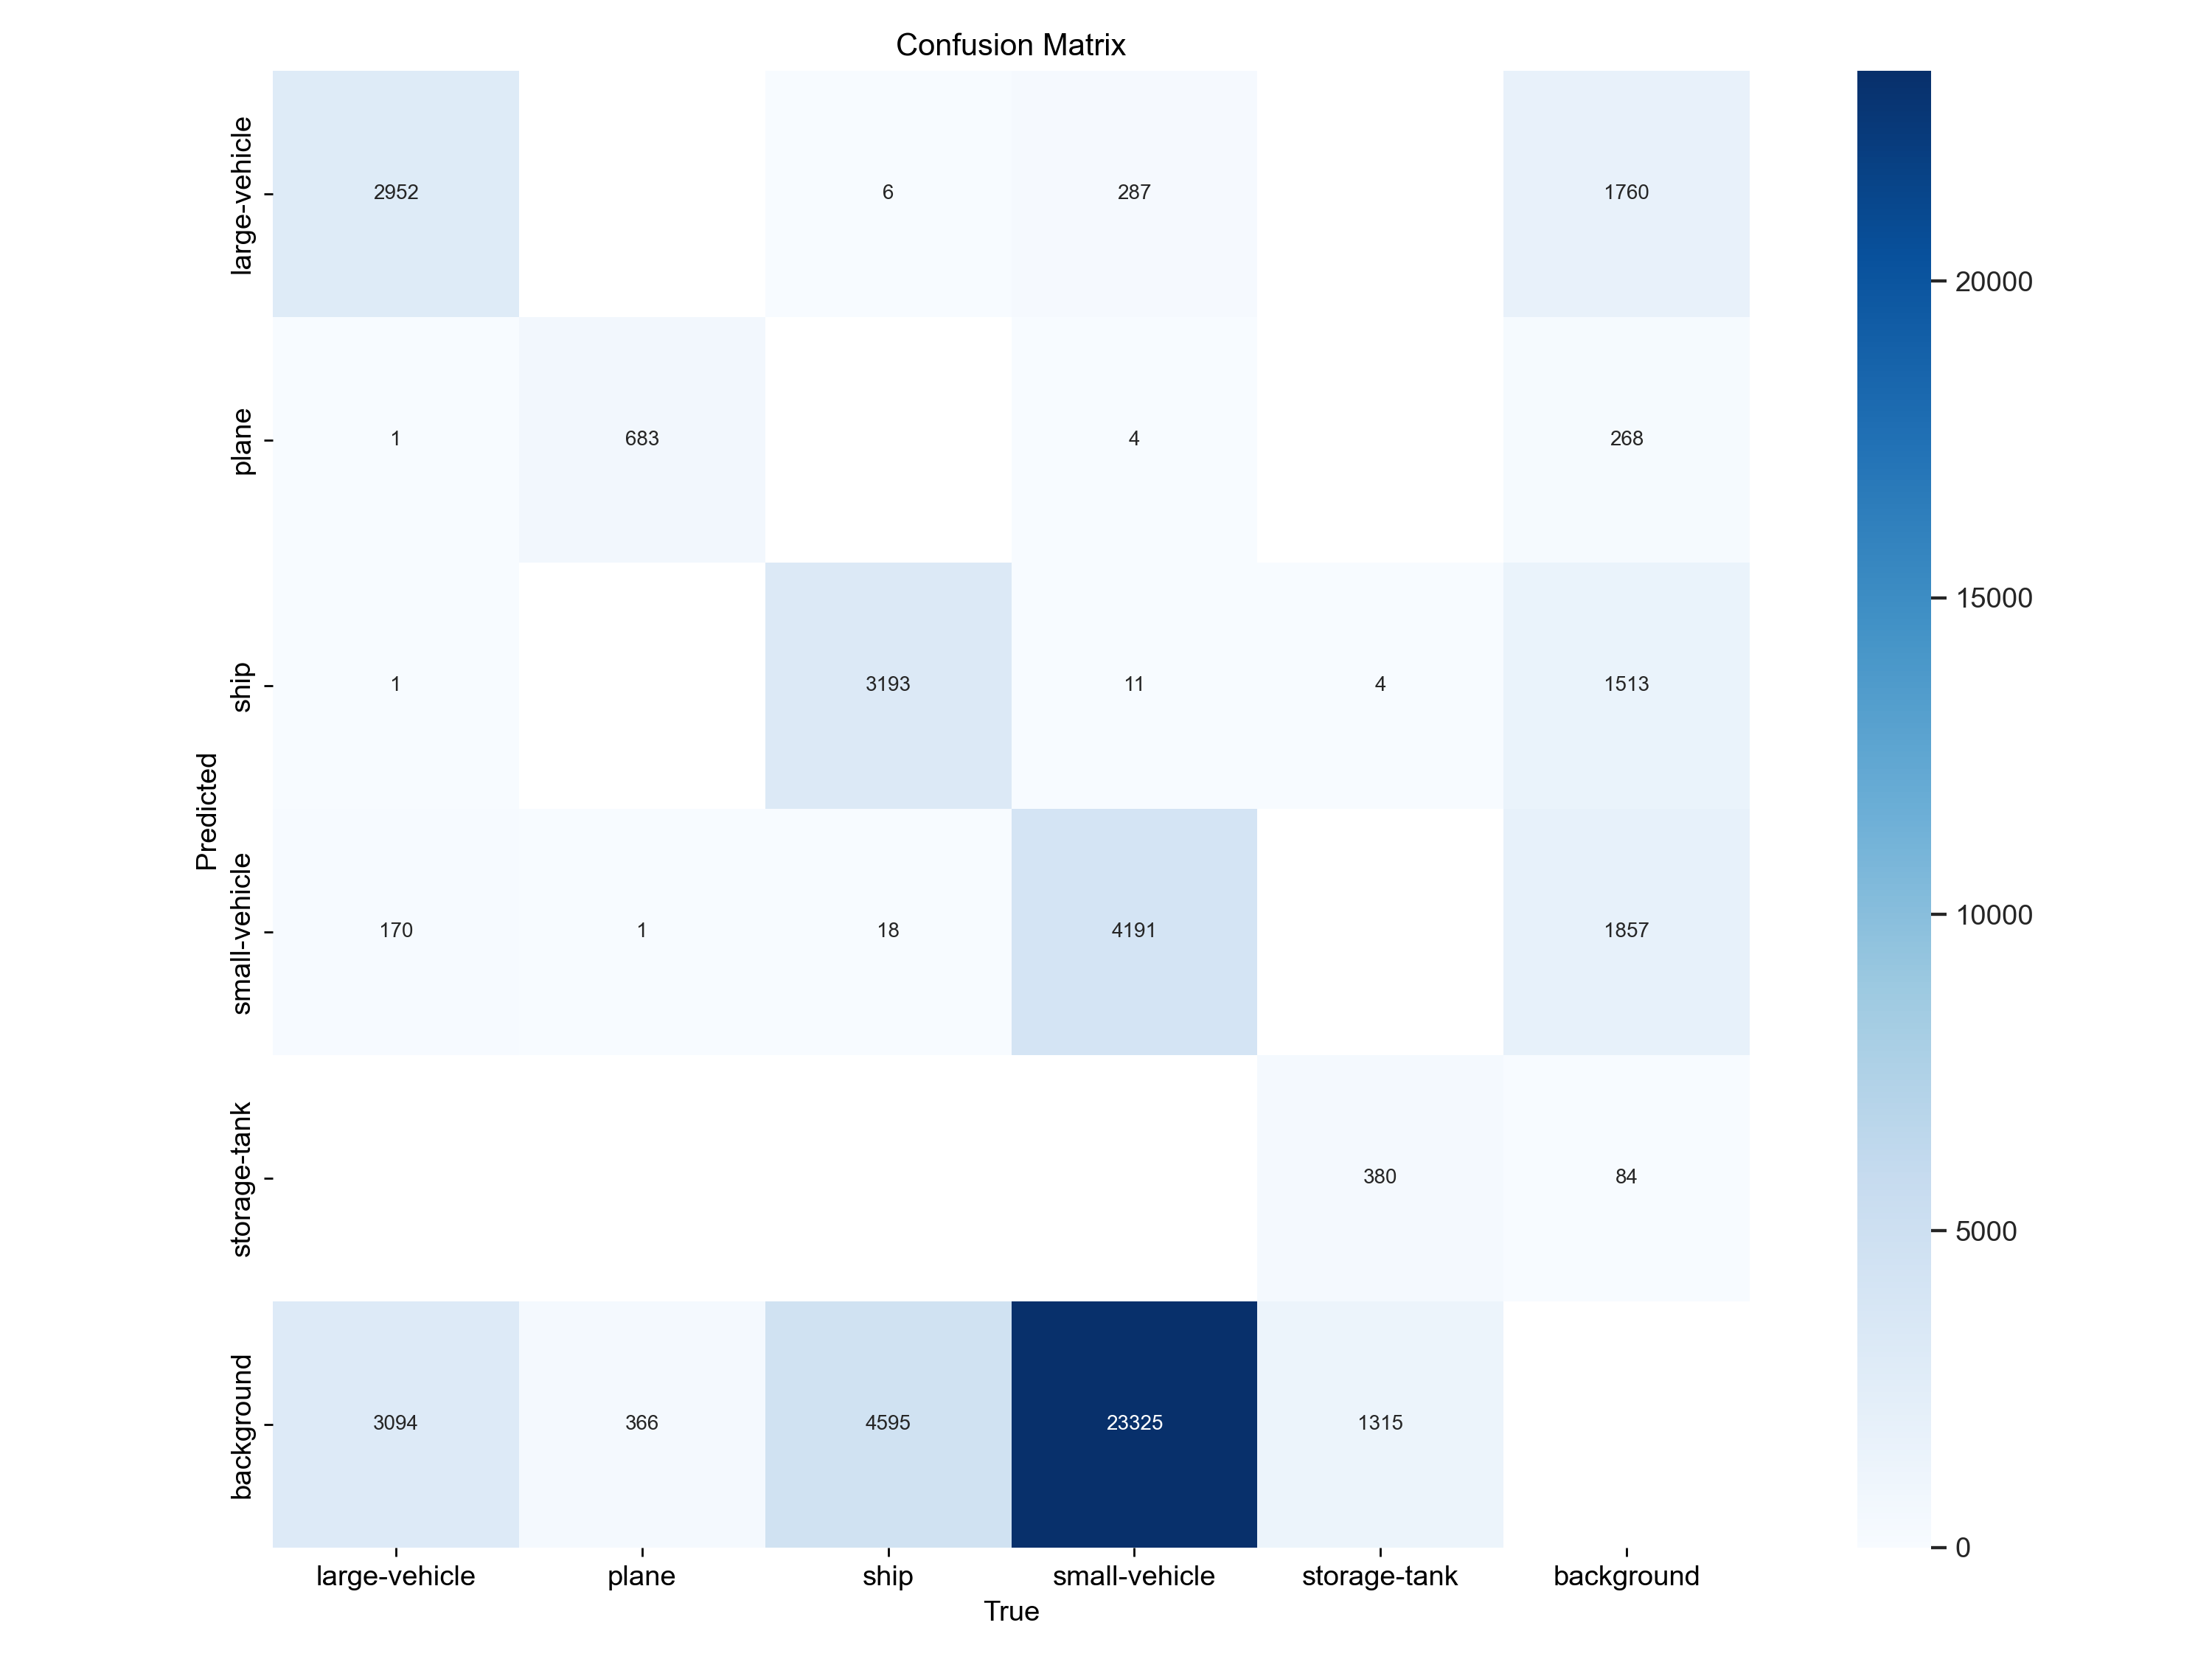 Confusion Matrix
large-vehicle
2952
6
287
1760
plane
1
683
4
268
ship
1
3193
11
4
1513
small-vehicle
170
1
18
4191
1857
storage-tank
380
84
background
3094
366
4595
23325
1315
Predicted
large-vehicle
plane
ship
small-vehicle
storage-tank
background
True
20000
15000
10000
5000
0